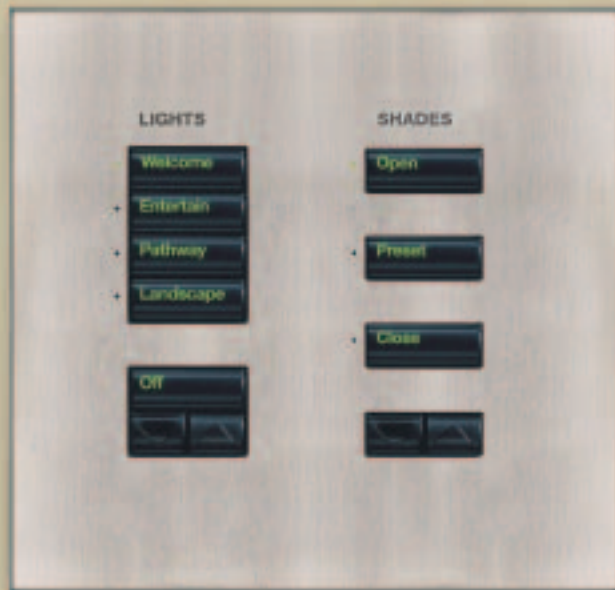 LIGHTS
Welcome
Entertain
Pathway
Landscape
Off
SHADES
Open
Preset
Close